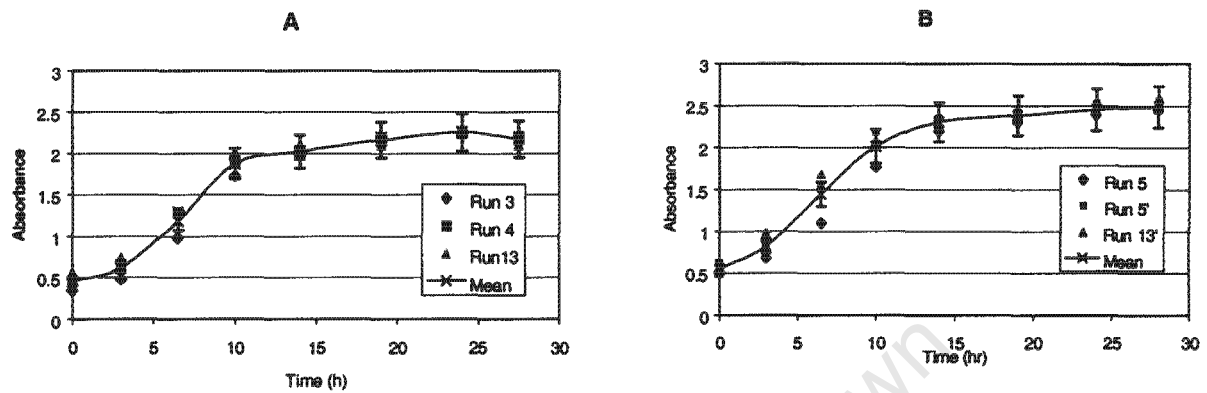 A
3
2.5
2
1.5
1
0.5
0
Absorbance
0 5 10 15 20 25 30
Time (h)
Run 3
Run 4
Run13
Mean
B
3
2.5
2
1.5
1
0.5
0
Absorbance
0 5 10 15 20 25 30
Time (hr)
Run 5
Run 5'
Run 13'
Mean